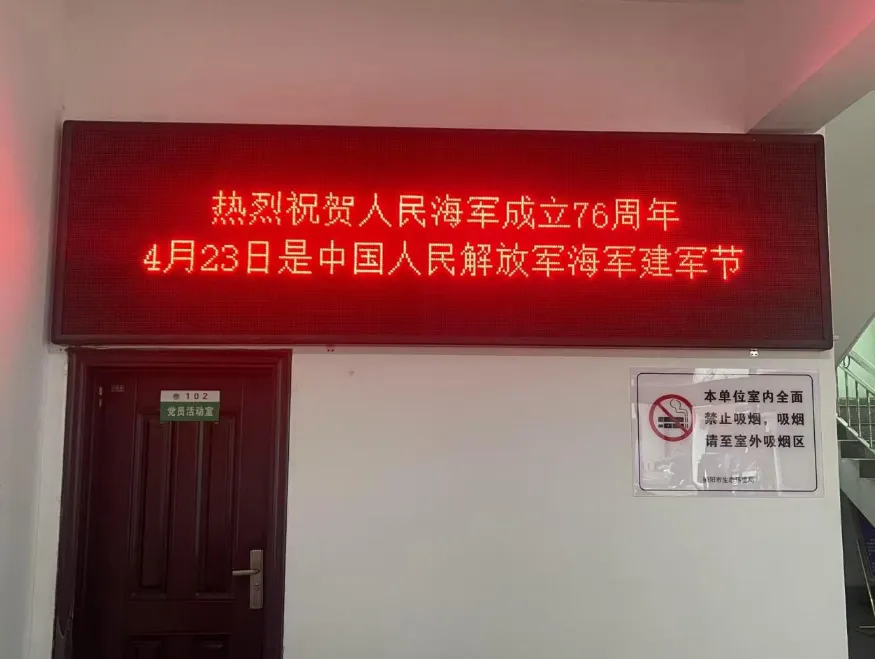 热烈祝贺人民海军成立76周年
4月23日是中国人民解放军海军建军节
102
党员活动室
本单位室内全面
禁止吸烟，吸烟
请至室外吸烟区